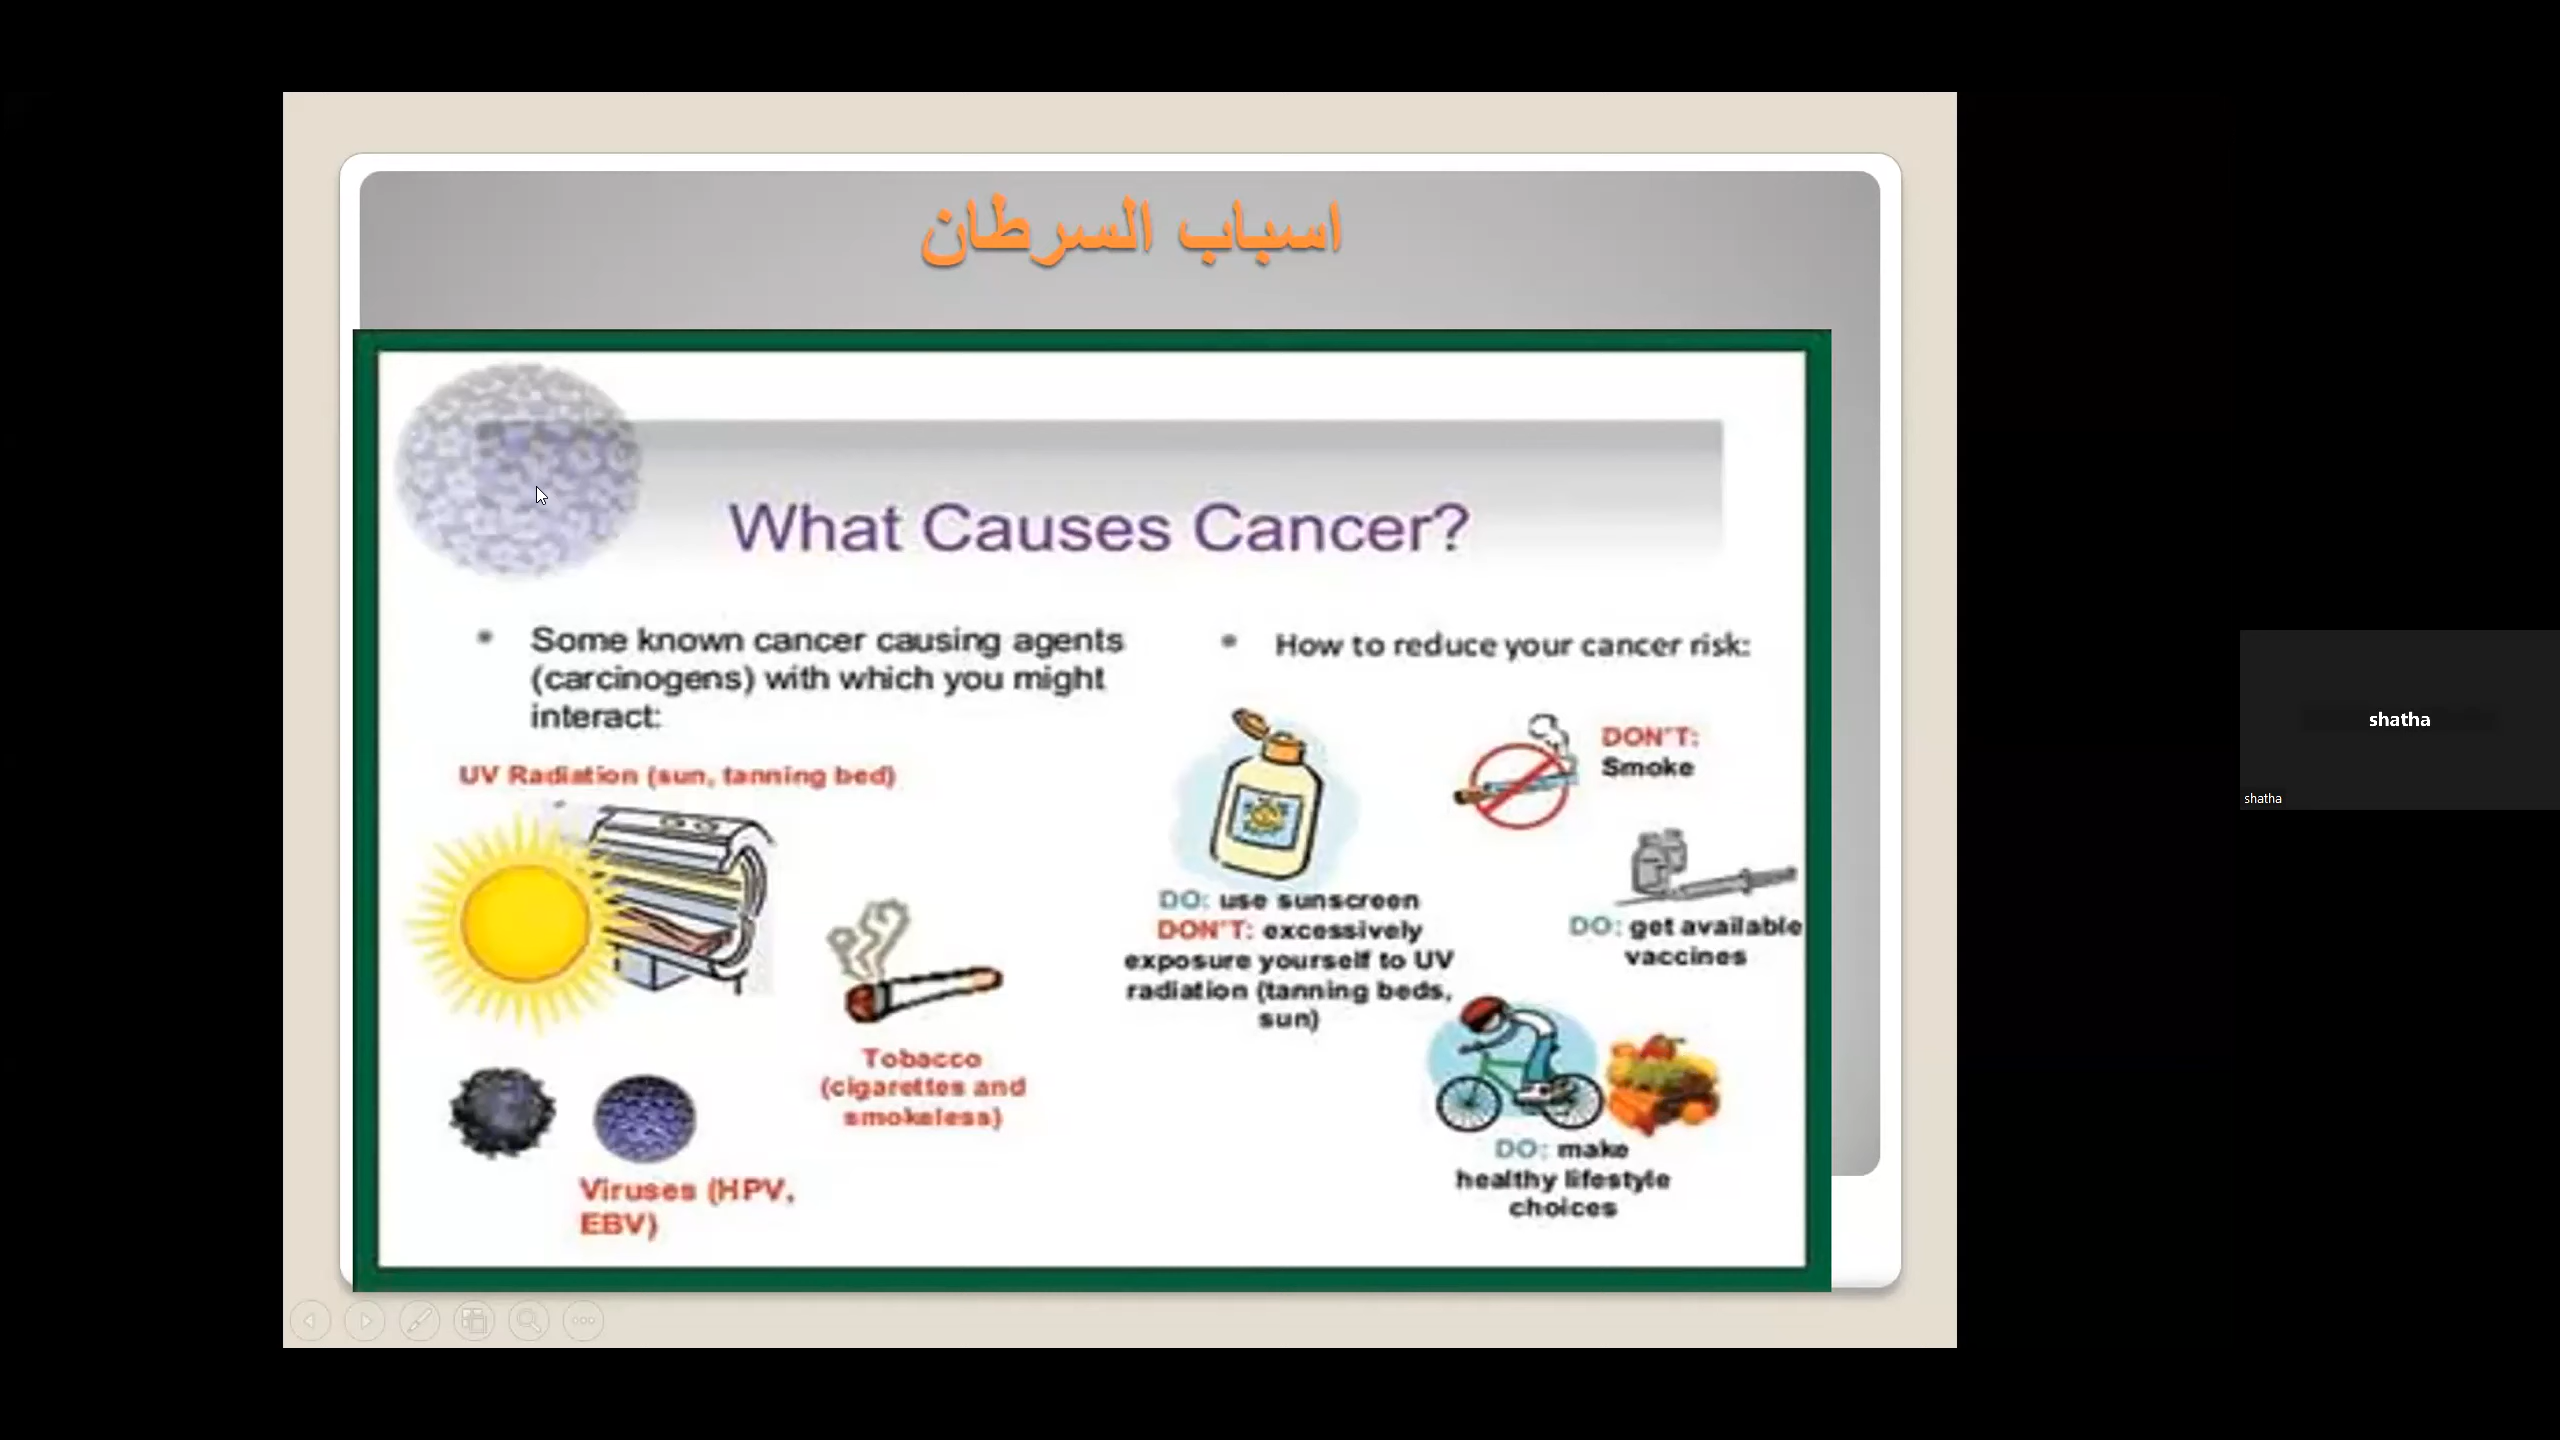 اسباب السرطان
What Causes Cancer?
• Some known cancer causing agents
(carcinogens) with which you might
interact:
UV Radiation (sun, tanning bed)
Tobacco
(cigarettes and
smokeless)
Viruses (HPV,
EBV)
• How to reduce your cancer risk:
DON'T:
Smoke
DO: use sunscreen
DON'T: excessively
exposure yourself to UV
radiation (tanning beds,
sun)
DO: get available
vaccines
DO: make
healthy lifestyle
choices
shatha
shatha